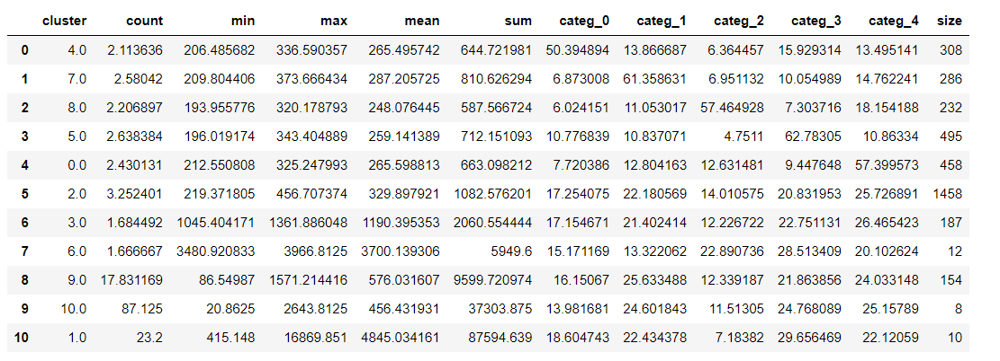 cluster count min max mean sum categ_0 categ_1 categ_2 categ_3 categ_4 size
0 4.0 2.113636 206.485682 336.590357 265.495742 644.721981 50.394894 13.866687 6.364457 15.929314 13.495141 308
1 7.0 2.58042 209.804406 373.666434 287.205725 810.626294 6.873008 61.358631 6.951132 10.054989 14.762241 286
2 8.0 2.206897 193.955776 320.178793 248.076445 587.566724 6.024151 11.053017 57.464928 7.303716 18.154188 232
3 5.0 2.638384 196.019174 343.404889 259.141389 712.151093 10.776839 10.837071 4.7511 62.78305 10.86334 495
4 0.0 2.430131 212.550808 325.247993 265.598813 663.098212 7.720386 12.804163 12.631481 9.447648 57.399573 458
5 2.0 3.252401 219.371805 456.707374 329.897921 1082.576201 17.254075 22.180569 14.010575 20.831953 25.726891 1458
6 3.0 1.684492 1045.404171 1361.886048 1190.395353 2060.554444 17.154671 21.402414 12.226722 22.751131 26.465423 187
7 6.0 1.666667 3480.920833 3966.8125 3700.139306 5949.6 15.171169 13.322062 22.890736 28.513409 20.102624 12
8 9.0 17.831169 86.54987 1571.214416 576.031607 9599.720974 16.15067 25.633488 12.339187 21.863856 24.033148 154
9 10.0 87.125 20.8625 2643.8125 456.431931 37303.875 13.981681 24.601843 11.51305 24.768089 25.15789 8
10 1.0 23.2 415.148 16869.851 4845.034161 87594.639 18.604743 22.434378 7.18382 29.656469 22.12059 10